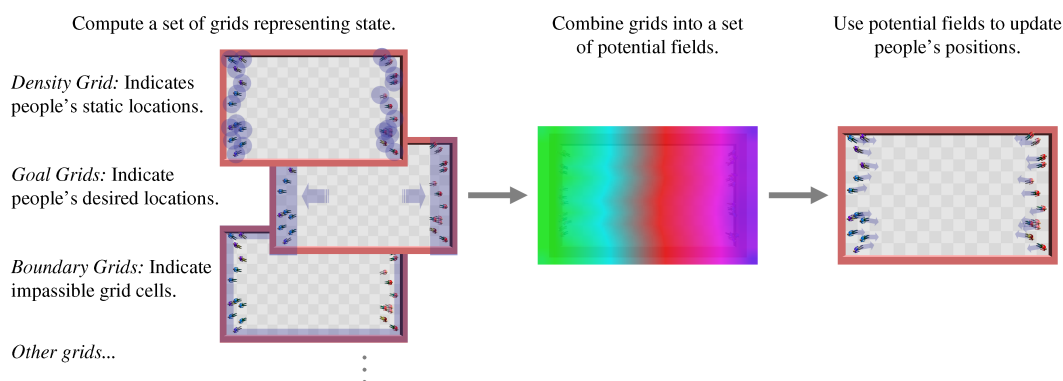 Compute a set of grids representing state.
Combine grids into a set
of potential fields.
Use potential fields to update
people's positions.
Density Grid: Indicates
people's static locations.
Goal Grids: Indicate
people's desired locations.
Boundary Grids: Indicate
impassible grid cells.
Other grids...